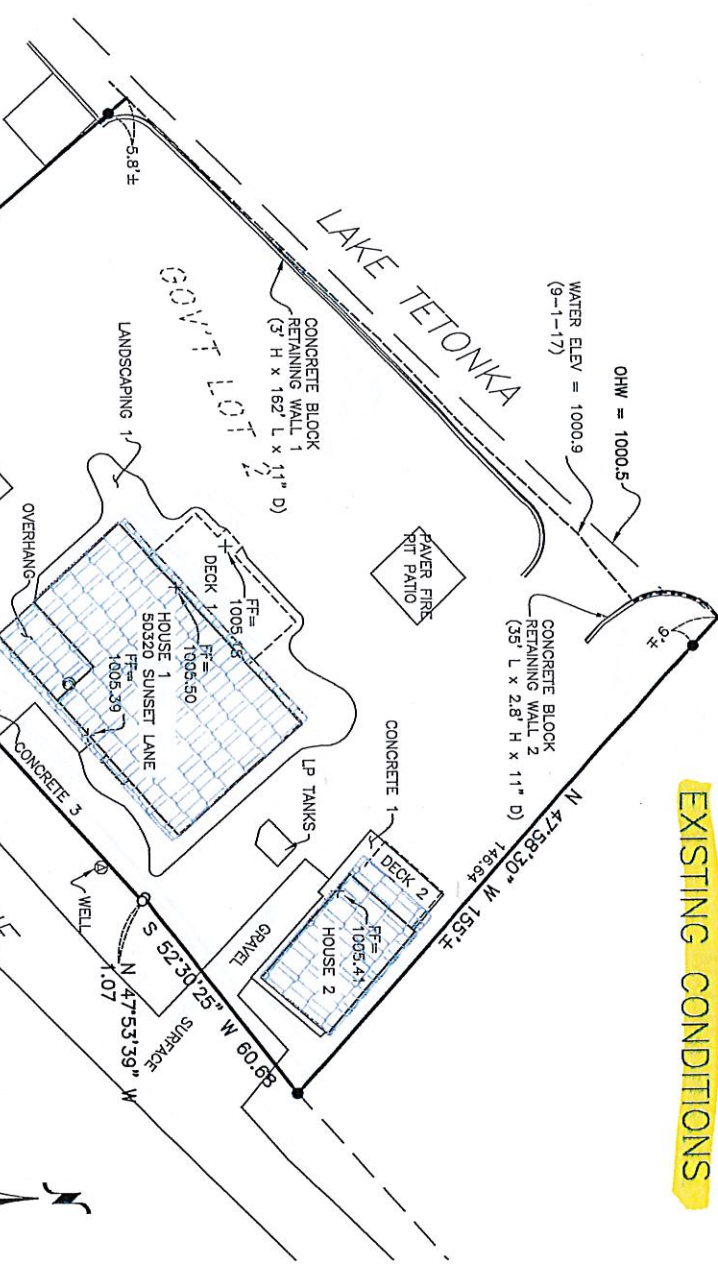 EXISTING CONDITIONS
OHW = 1000.5
WATER ELEV = 1000.9
(9-1-17)
LAKE TETONKA
5.8'±
9'±
CONCRETE BLOCK
RETAINING WALL 1
(3' H x 162' L x 11" D)
GOV'T LOT 2
CONCRETE BLOCK
RETAINING WALL 2
(35' L x 2.8' H x 11" D)
N 47°58'30" W 155'±
146.64
PAVER FIRE
PIT PATIO
LANDSCAPING 1
OVERHANG
DECK 1
FF=
HOUSE 1
50320 SUNSET LANE
FF=
1005.50
FF=
1005.39
LP TANKS
CONCRETE 1
DECK 2
FF=
1005.41
HOUSE 2
GRAVEL
SURFACE
CONCRETE 3
WELL
S 52°30'25" W 60.68
N 47°53'39" W
1.07
N